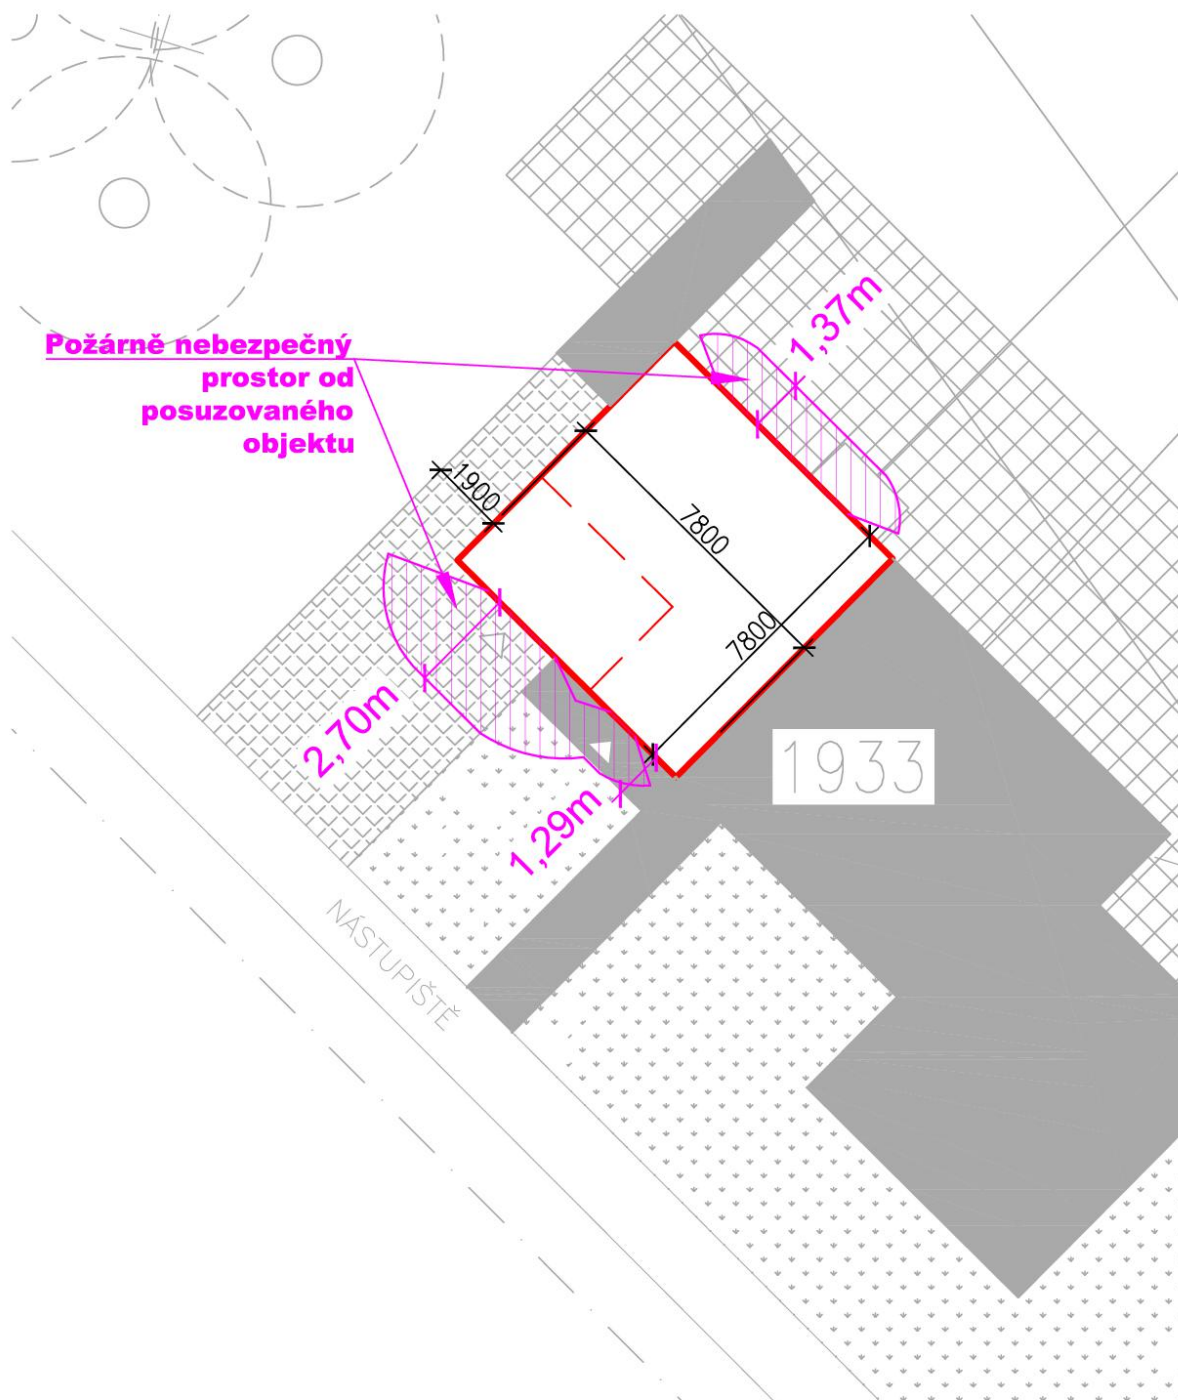 1,37m
Požárně nebezpečný
prostor od
posuzovaného
objektu
1900
7800
7800
2,70m
1933
1,29m
NÁSTUPIŠTĚ